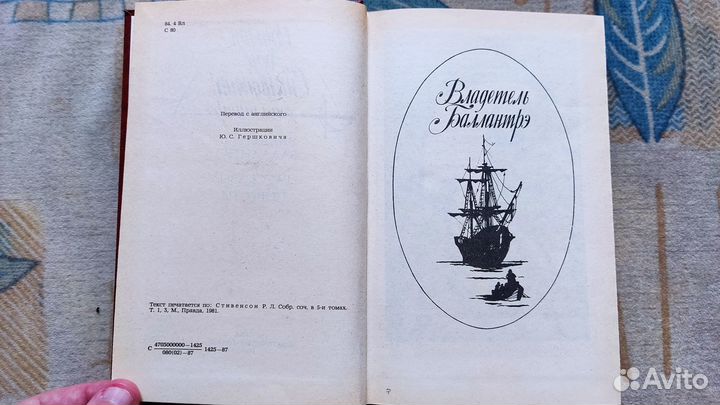 84. 4 Вл
С 80
Перевод с английского
Иллюстрации
Ю. С. Гершковича
Текст печатается по: Стивенсон Р. Л. Собр. соч. в 5-и томах.
Т. 1, 3, М., Правда, 1981.
С 4705000000—1425
080(02)—87 1425—87
Владетель
Баллантрэ
Avito